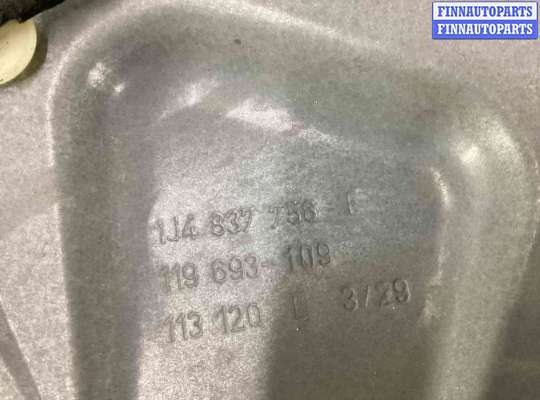 FINNAUTOPARTS
FINNAUTOPARTS
1J4 837 756
119 693-109
113 120 L 3/29